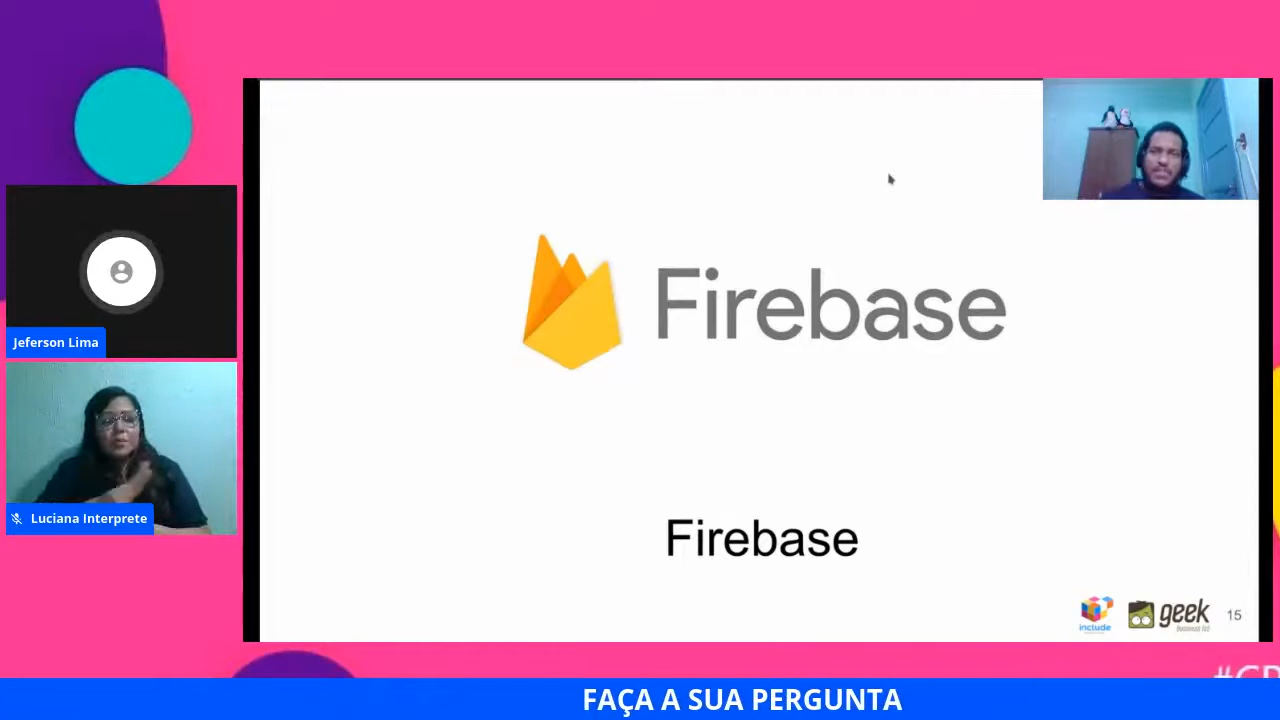 Firebase
Jeferson Lima
Luciana Interprete
Firebase
include
geek
15
FAÇA A SUA PERGUNTA